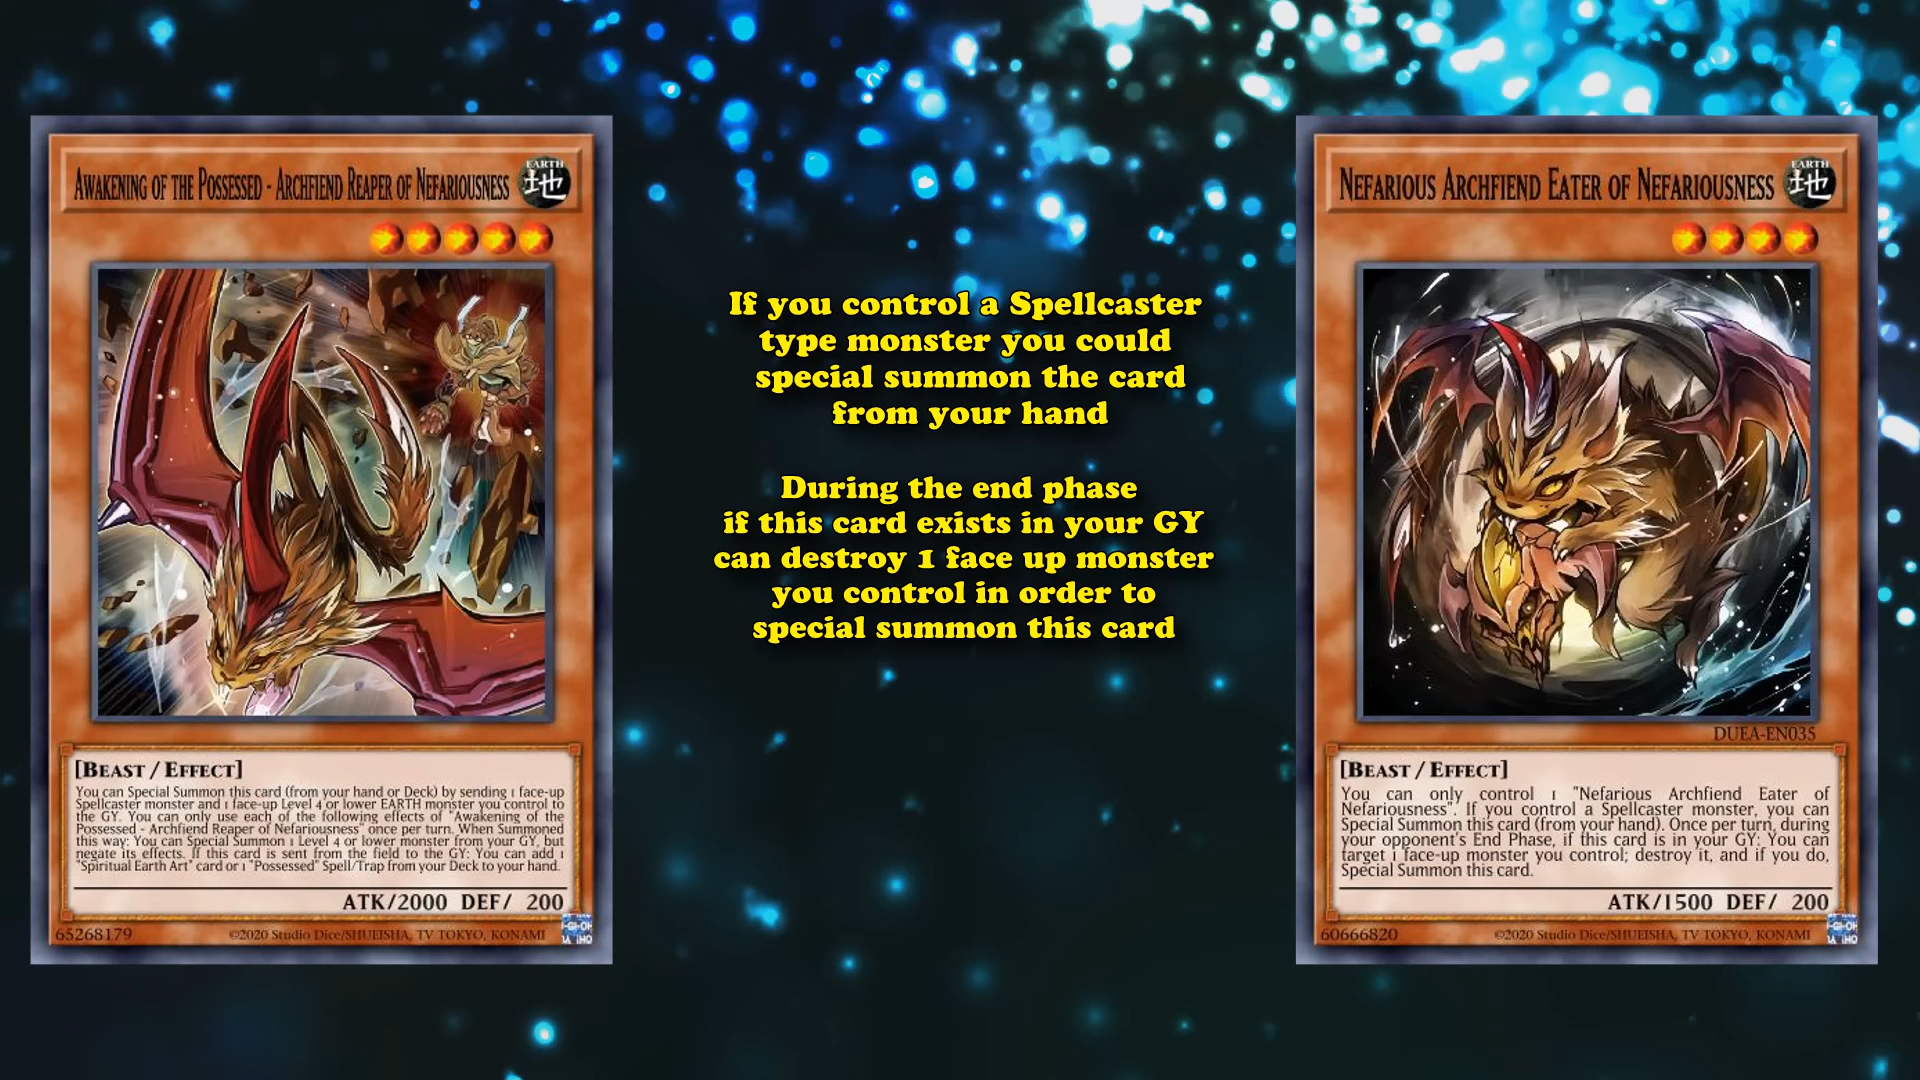 Awakening of the Possessed - Archfiend Reaper of Nefariousness
EARTH
地
[Beast / Effect]
You can Special Summon this card (from your hand or Deck) by sending 1 face-up
Spellcaster monster and 1 face-up Level 4 or lower EARTH monster you control to
the GY. You can only use each of the following effects of "Awakening of the
Possessed - Archfiend Reaper of Nefariousness" once per turn. When Summoned
this way: You can Special Summon 1 Level 4 or lower monster from your GY, but
negate its effects. If this card is sent from the field to the GY: You can add 1
"Spiritual Earth Art" card or 1 "Possessed" Spell/Trap from your Deck to your hand.
ATK/2000 DEF/ 200
65268179
©2020 Studio Dice/SHUEISHA, TV TOKYO, KONAMI
If you control a Spellcaster
type monster you could
special summon the card
from your hand
During the end phase
if this card exists in your GY
can destroy 1 face up monster
you control in order to
special summon this card
Nefarious Archfiend Eater of Nefariousness
EARTH
地
DUEA-EN035
[Beast / Effect]
You can only control 1 "Nefarious Archfiend Eater of
Nefariousness". If you control a Spellcaster monster, you can
Special Summon this card (from your hand). Once per turn, during
your opponent's End Phase, if this card is in your GY: You can
target 1 face-up monster you control; destroy it, and if you do,
Special Summon this card.
ATK/1500 DEF/ 200
60666820
©2020 Studio Dice/SHUEISHA, TV TOKYO, KONAMI